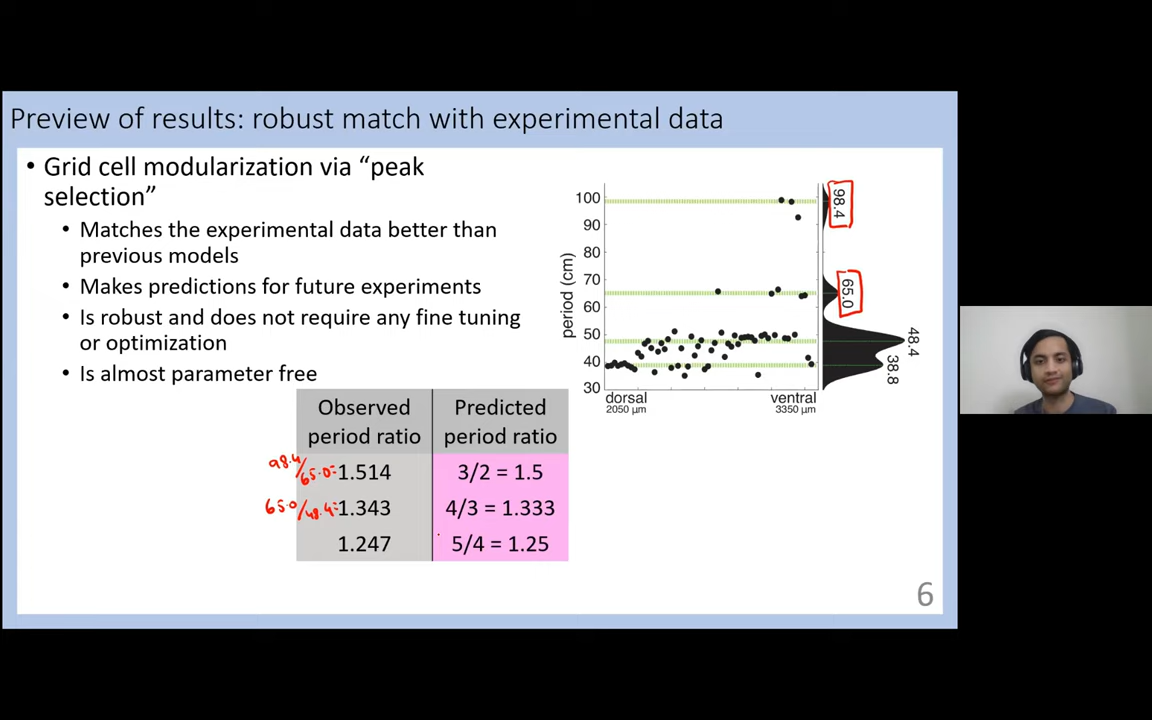 Preview of results: robust match with experimental data
• Grid cell modularization via “peak
selection”
• Matches the experimental data better than
previous models
• Makes predictions for future experiments
• Is robust and does not require any fine tuning
or optimization
• Is almost parameter free
Observed
period ratio
Predicted
period ratio
98.4/65.0= 1.514
3/2 = 1.5
65.0/48.4= 1.343
4/3 = 1.333
1.247
5/4 = 1.25
period (cm)
100
90
80
70
60
50
40
30
dorsal
2050 μm
ventral
3350 μm
98.4
65.0
48.4
38.8
6